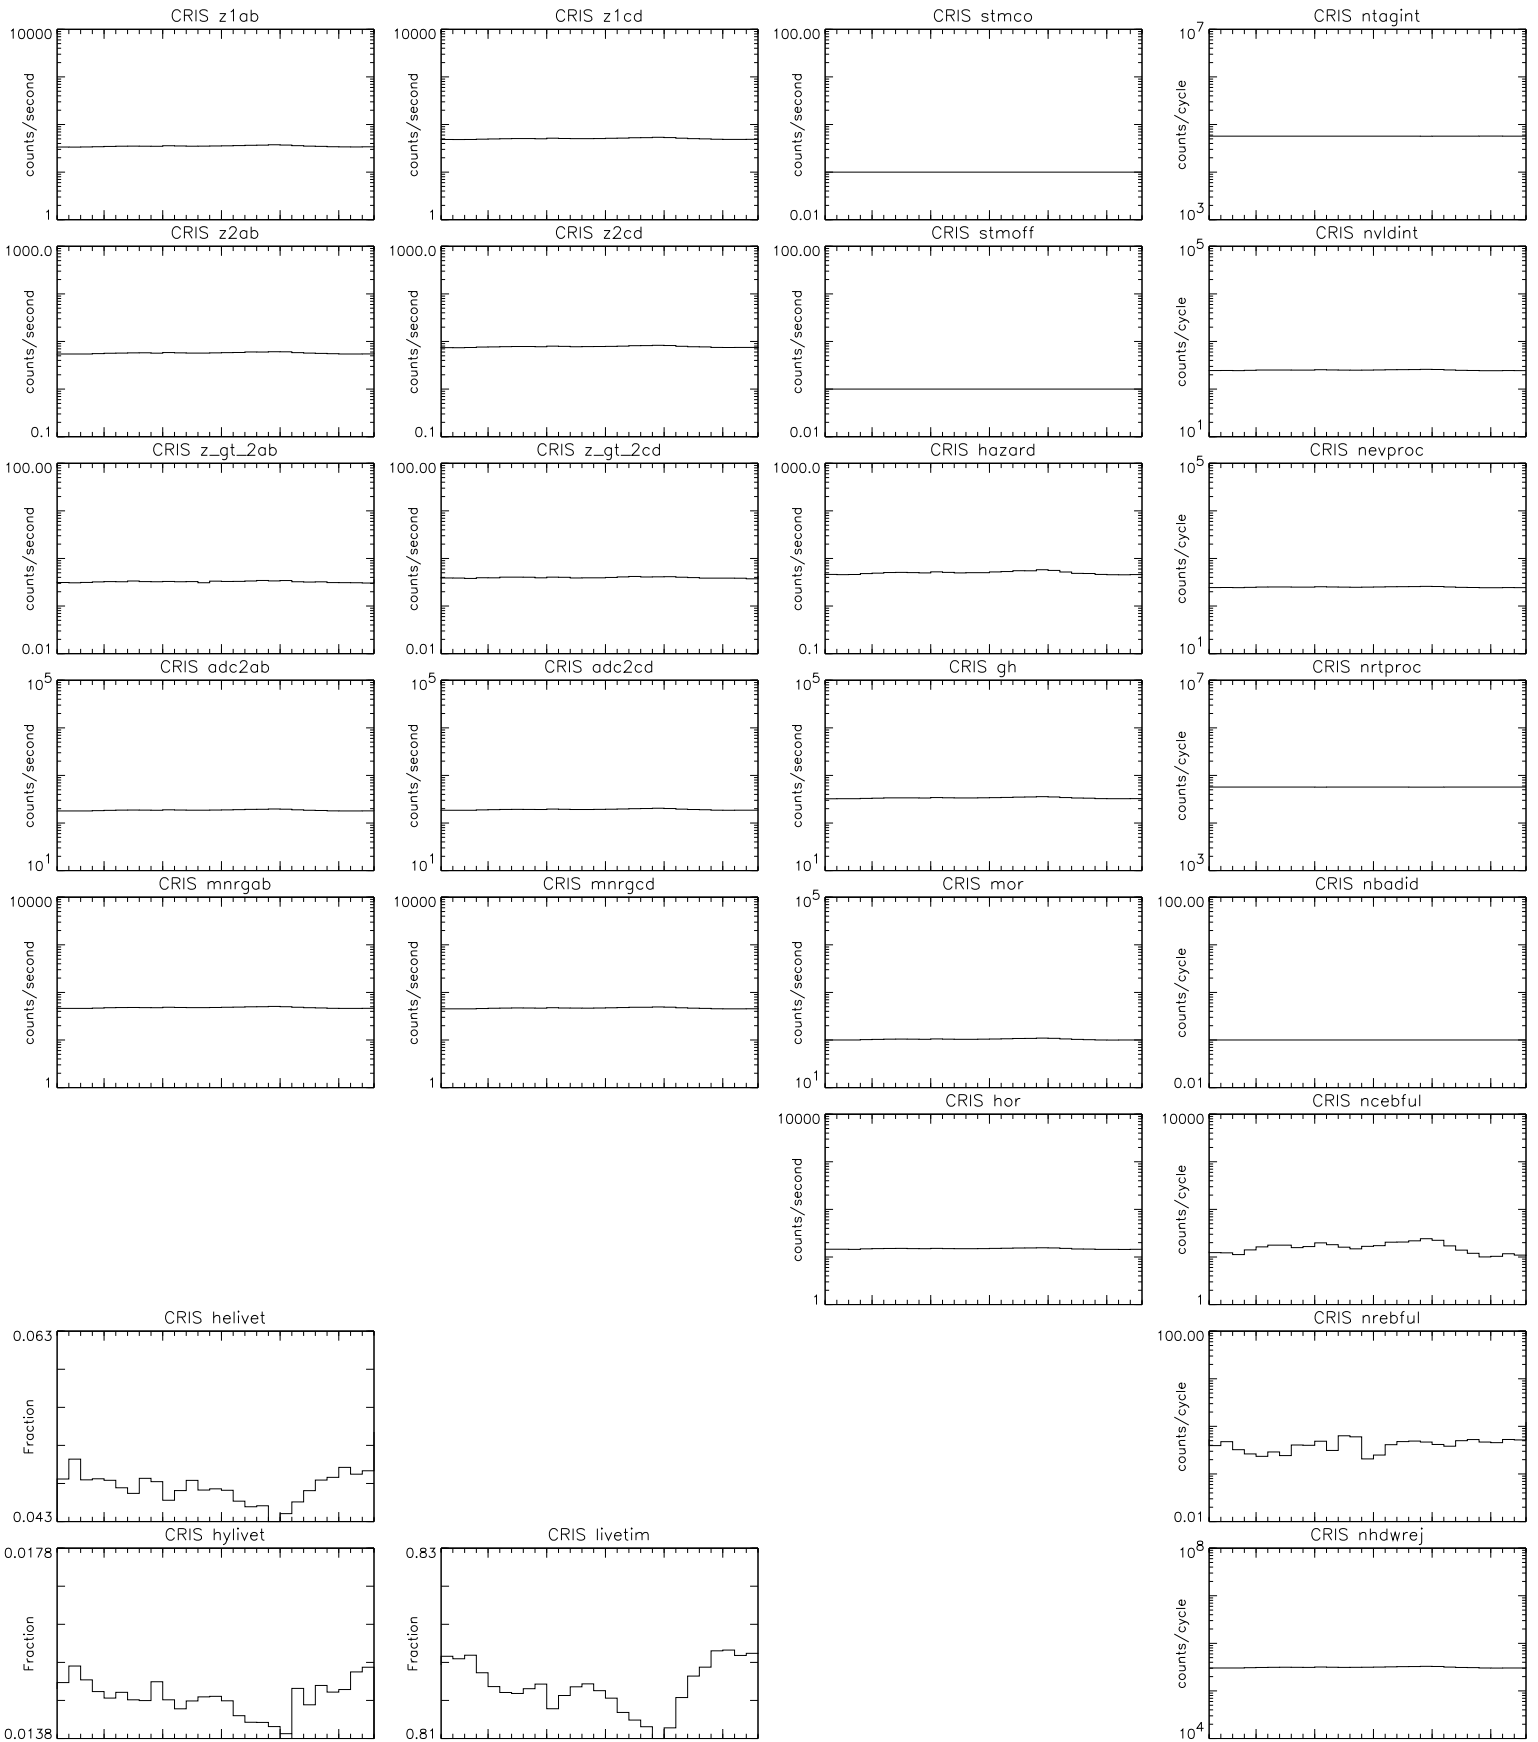 CRIS z1ab
10000
counts/second
1
CRIS z1cd
10000
counts/second
1
CRIS stmco
100.00
counts/second
0.01
CRIS ntagint
10^7
counts/cycle
10^3
CRIS z2ab
1000.0
counts/second
0.1
CRIS z2cd
1000.0
counts/second
0.1
CRIS stmoff
100.00
counts/second
0.01
CRIS nvldint
10^5
counts/cycle
10^1
CRIS z_gt_2ab
100.00
counts/second
0.01
CRIS z_gt_2cd
100.00
counts/second
0.01
CRIS hazard
1000.0
counts/second
0.1
CRIS nevproc
10^5
counts/cycle
10^1
CRIS adc2ab
10^5
counts/second
10^1
CRIS adc2cd
10^5
counts/second
10^1
CRIS gh
10^5
counts/second
10^1
CRIS nrtproc
10^7
counts/cycle
10^3
CRIS mnrgab
10000
counts/second
1
CRIS mnrgcd
10000
counts/second
1
CRIS mor
10^5
counts/second
10^1
CRIS nbadid
100.00
counts/cycle
0.01
CRIS hor
10000
counts/second
1
CRIS ncebful
10000
counts/cycle
1
CRIS helivet
0.063
Fraction
0.043
CRIS nrebful
100.00
counts/cycle
0.01
CRIS hylivet
0.0178
Fraction
0.0138
CRIS livetim
0.83
Fraction
0.81
CRIS nhdwrej
10^8
counts/cycle
10^4